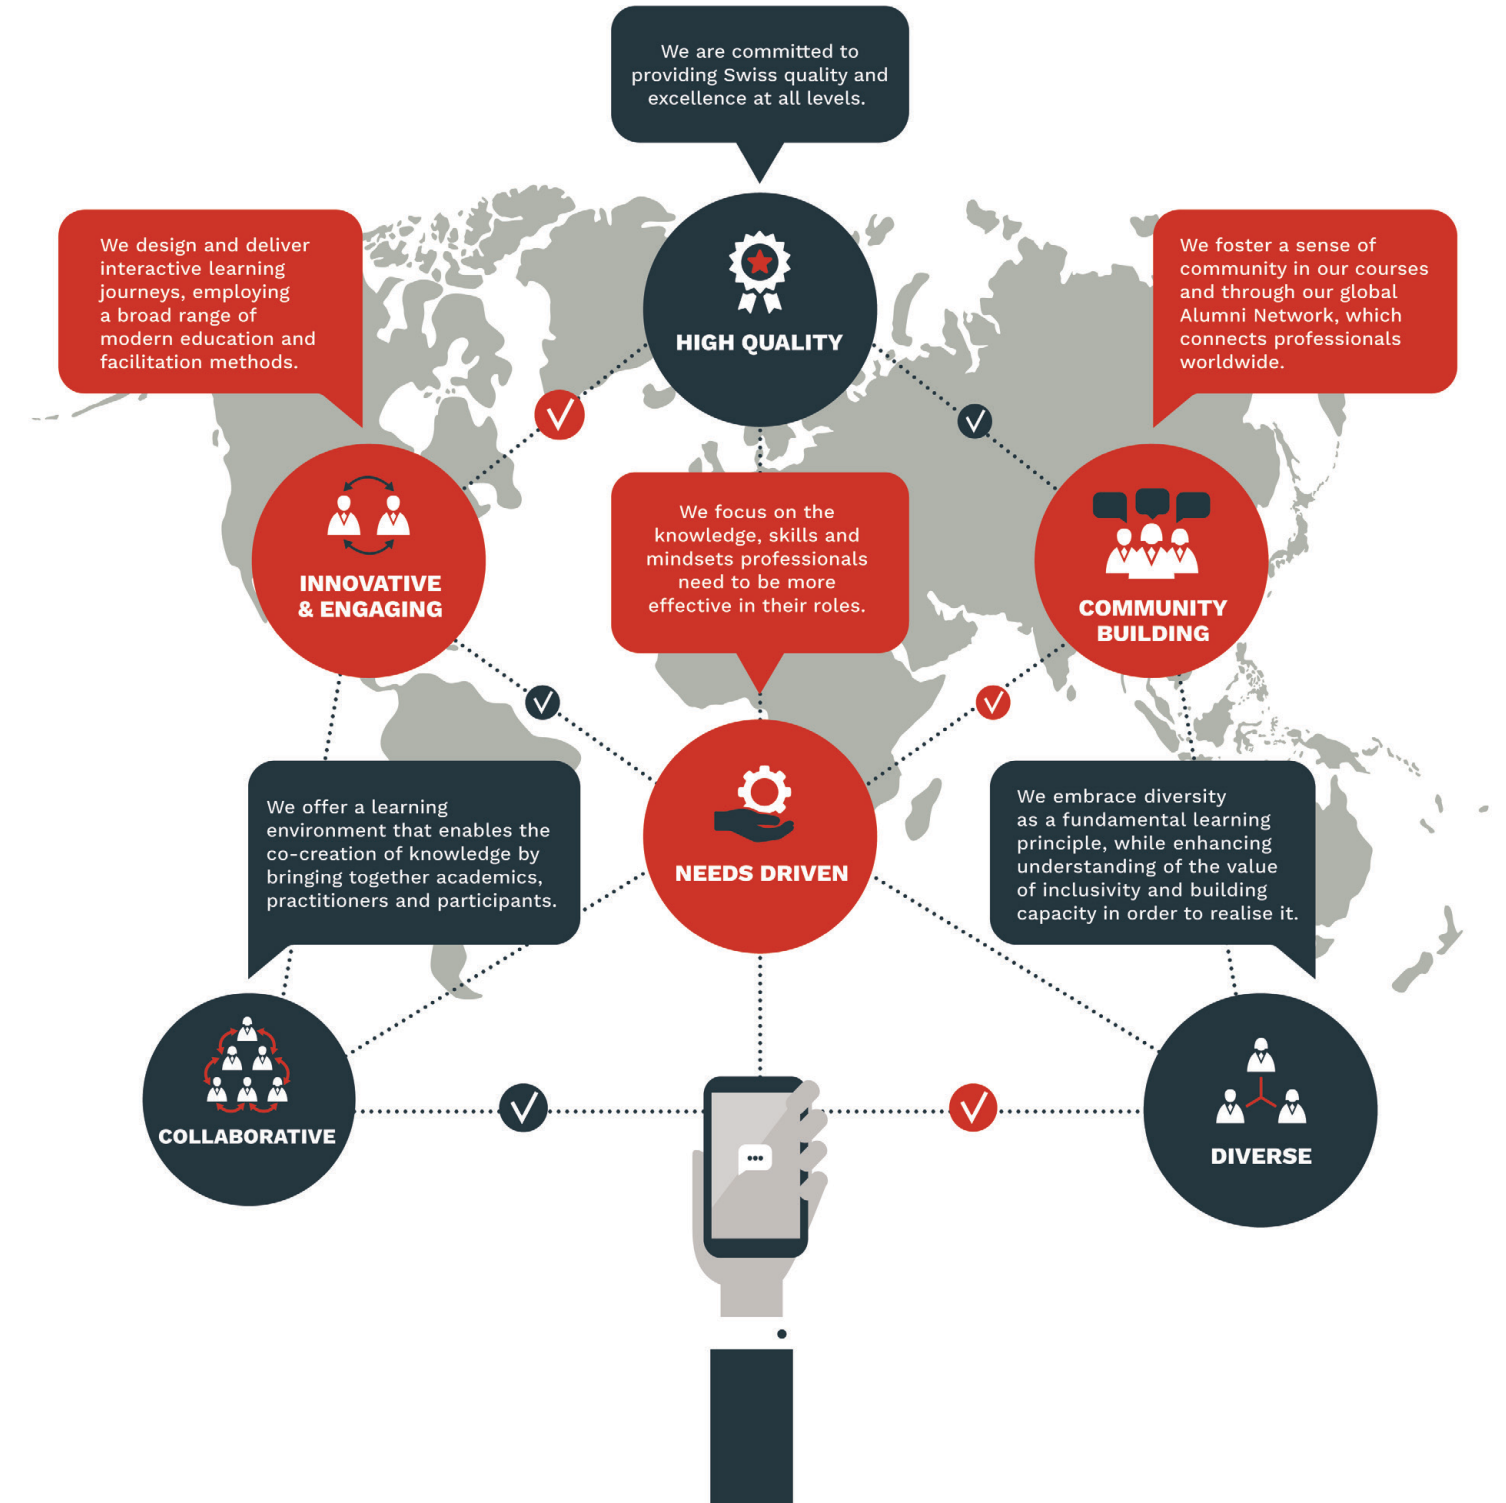 We are committed to
providing Swiss quality and
excellence at all levels.
HIGH QUALITY
We design and deliver
interactive learning
journeys, employing
a broad range of
modern education and
facilitation methods.
INNOVATIVE
& ENGAGING
We foster a sense of
community in our courses
and through our global
Alumni Network, which
connects professionals
worldwide.
COMMUNITY
BUILDING
We focus on the
knowledge, skills and
mindsets professionals
need to be more
effective in their roles.
NEEDS DRIVEN
We offer a learning
environment that enables the
co-creation of knowledge by
bringing together academics,
practitioners and participants.
COLLABORATIVE
We embrace diversity
as a fundamental learning
principle, while enhancing
understanding of the value
of inclusivity and building
capacity in order to realise it.
DIVERSE